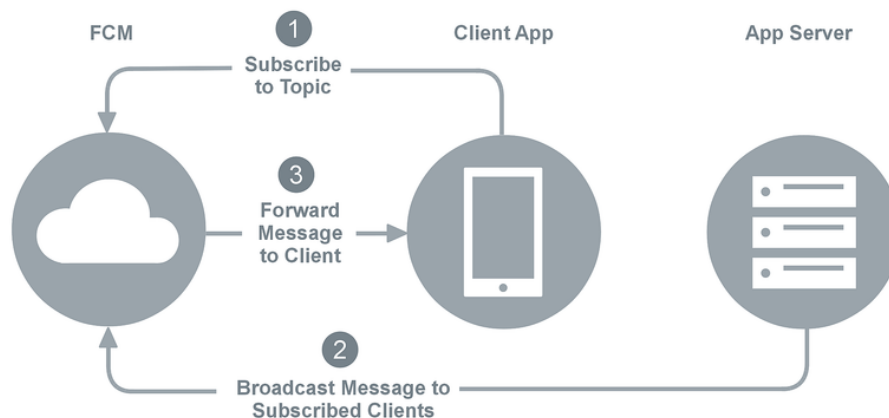 FCM
1
Client App
App Server
Subscribe
to Topic
3
Forward
Message
to Client
2
Broadcast Message to
Subscribed Clients